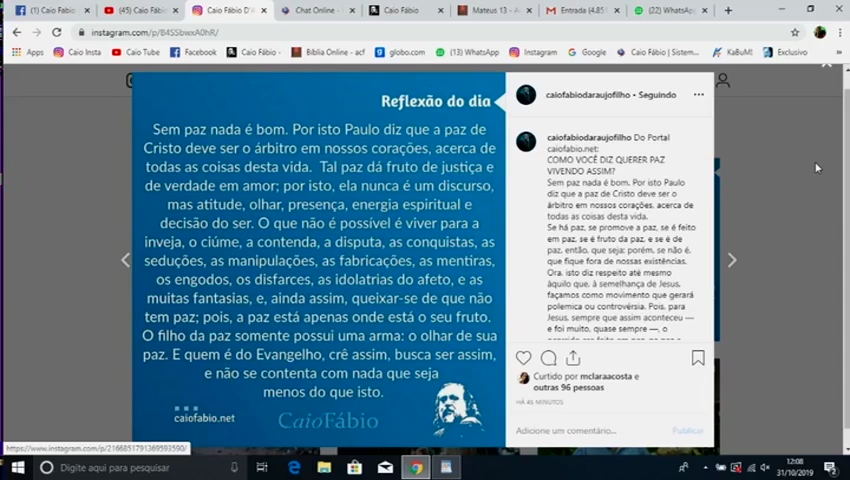 (1) Caio Fabio
(45) Caio Fábio
Caio Fábio D'A
Chat Online -
Caio Fábio
Mateus 13 - A
Entrada (4.85
(22) WhatsApp
instagram.com/p/B4SSbwxA0hR/
Apps
Caio Insta
Caio Tube
Facebook
Caio Fábio -
Bíblia Online - acf
globo.com
(13) WhatsApp
Instagram
Google
Caio Fábio | Sistem...
KaBuMI
Exclusivo
Reflexão do dia
Sem paz nada é bom. Por isto Paulo diz que a paz de
Cristo deve ser o árbitro em nossos corações, acerca de
todas as coisas desta vida. Tal paz dá fruto de justiça e
de verdade em amor; por isto, ela nunca é um discurso,
mas atitude, olhar, presença, energia espiritual e
decisão do ser. O que não é possível é viver para a
inveja, o ciúme, a contenda, a disputa, as conquistas, as
seduções, as manipulações, as fabricações, as mentiras,
os engodos, os disfarces, as idolatrias do afeto, e as
muitas fantasias, e, ainda assim, queixar-se de que não
tem paz; pois, a paz está apenas onde está o seu fruto.
O filho da paz somente possui uma arma: o olhar de sua
paz. E quem é do Evangelho, crê assim, busca ser assim,
e não se contenta com nada que seja
menos do que isto.
caiofabio.net
CaioFábio
caiofabiodaraujofilho • Seguindo
caiofabiodaraujofilho Do Portal
caiofabio.net:
COMO VOCÊ DIZ QUERER PAZ
VIVENDO ASSIM?
Sem paz nada é bom. Por isto Paulo
diz que a paz de Cristo deve ser o
árbitro em nossos corações, acerca de
todas as coisas desta vida.
Se há paz, se promove a paz, se é feito
em paz, se é fruto da paz, e se é de
paz, então, que seja; porém, se não é,
que fique fora de nossas existências.
Ora, isto diz respeito até mesmo
àquilo que, à semelhança de Jesus,
façamos como movimento que gerará
polemica ou controvérsia. Pois, para
Jesus, sempre que assim aconteceu —
e foi muito, quase sempre —, o
Curtido por mclaraacosta e
outras 96 pessoas
HÁ 45 MINUTOS
Adicione um comentário...
Publicar
https://www.instagram.com/p/2166851791369593590/
Digite aqui para pesquisar
12:08
31/10/2019